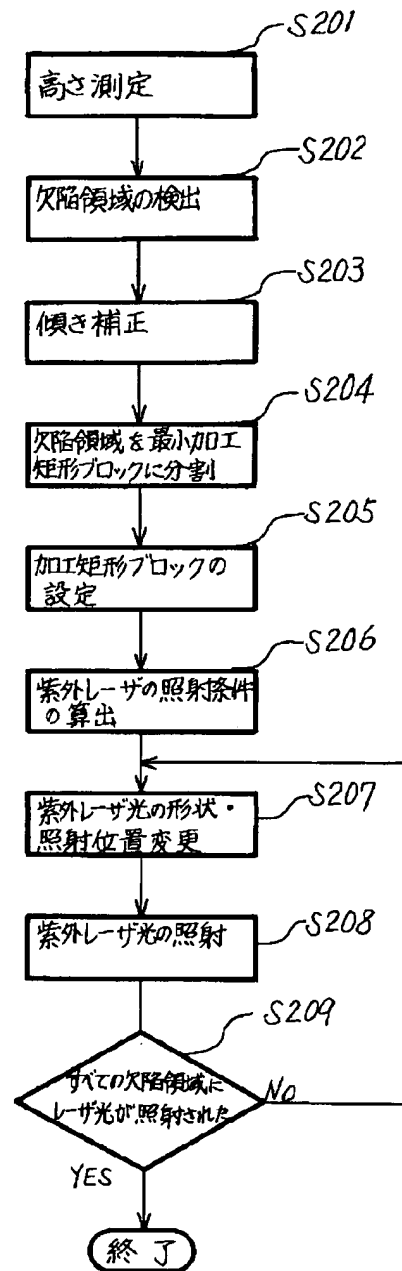 S201
高さ測定
S202
欠陥領域の検出
S203
傾き補正
S204
欠陥領域を最小加工
矩形ブロックに分割
S205
加工矩形ブロックの
設定
S206
紫外レーザの照射条件
の算出
S207
紫外レーザ光の形状・
照射位置変更
S208
紫外レーザ光の照射
S209
すべての欠陥領域に
レーザ光が照射された
NO
YES
終了